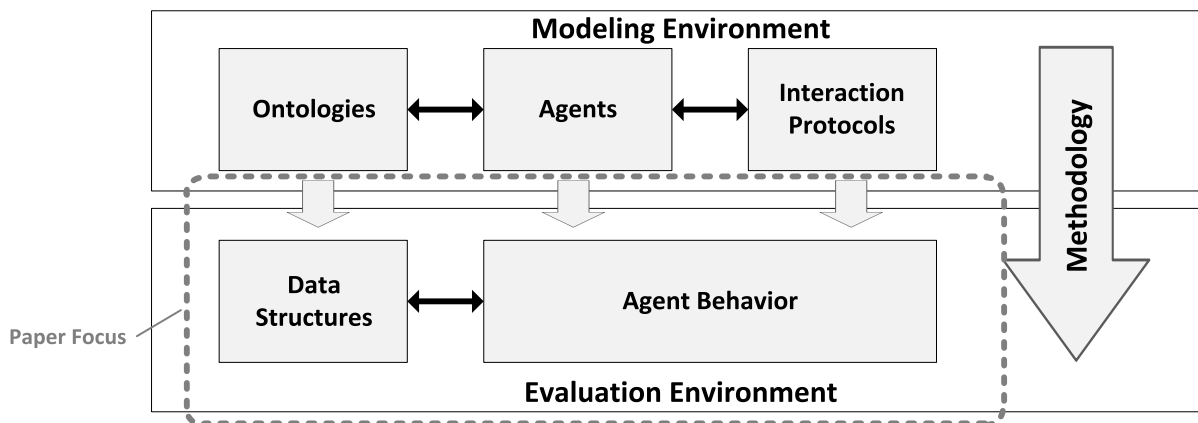 Modeling Environment
Ontologies
Agents
Interaction
Protocols
Methodology
Data
Structures
Agent Behavior
Paper Focus
Evaluation Environment